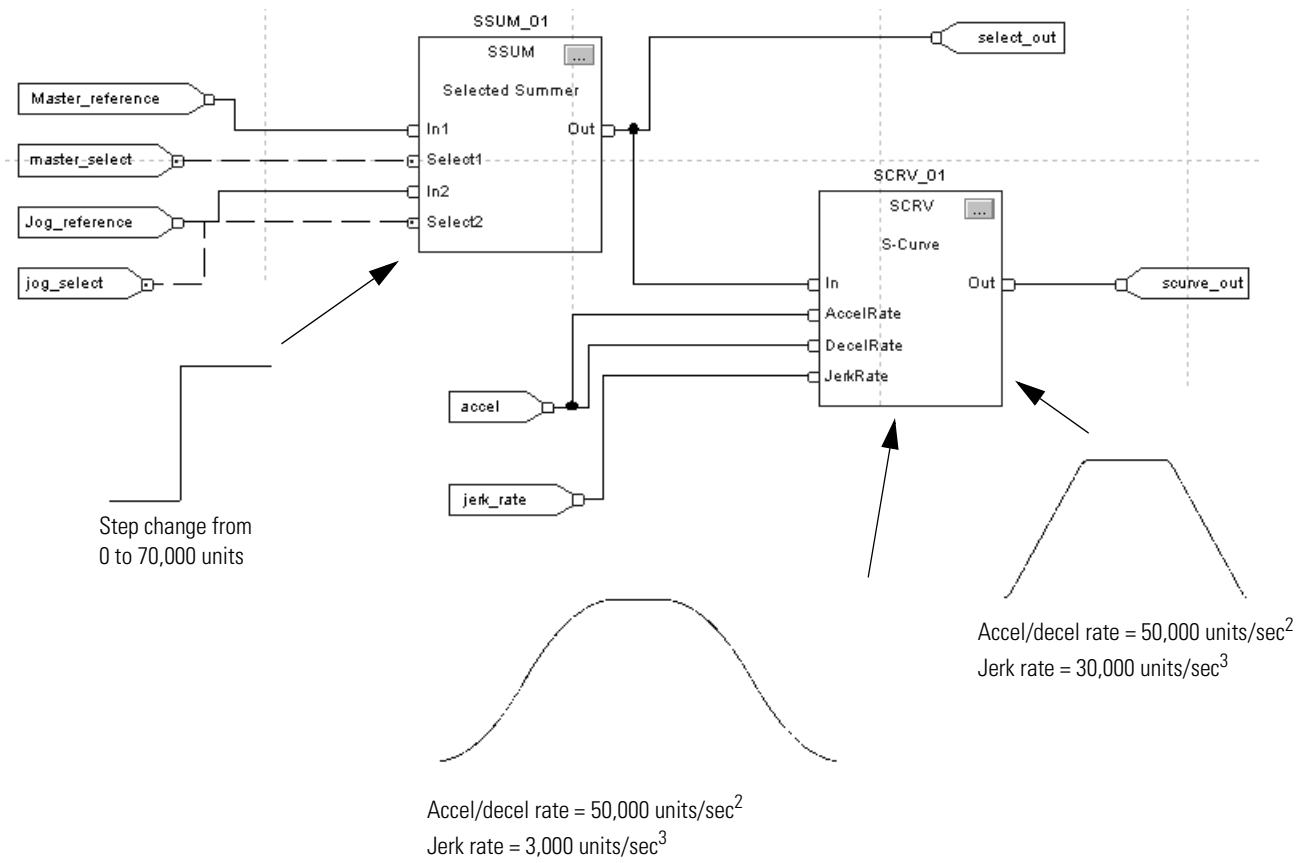 SSUM_01
SSUM
...
Selected Summer
select_out
Master_reference
In1
Out
master_select
Select1
In2
Jog_reference
Select2
jog_select
SCRV_01
SCRV
...
S-Curve
In
Out
scurve_out
AccelRate
DecelRate
JerkRate
accel
jerk_rate
Step change from
0 to 70,000 units
Accel/decel rate = 50,000 units/sec²
Jerk rate = 30,000 units/sec³
Accel/decel rate = 50,000 units/sec²
Jerk rate = 3,000 units/sec³